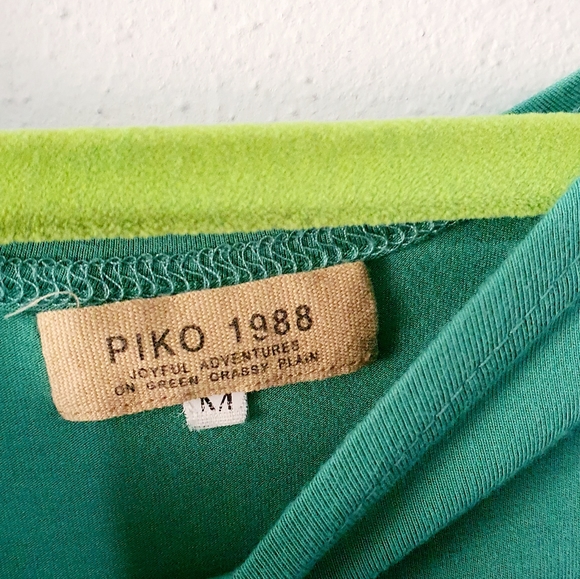 PIKO 1988
JOYFUL ADVENTURES
ON GREEN GRASSY PLAIN
M